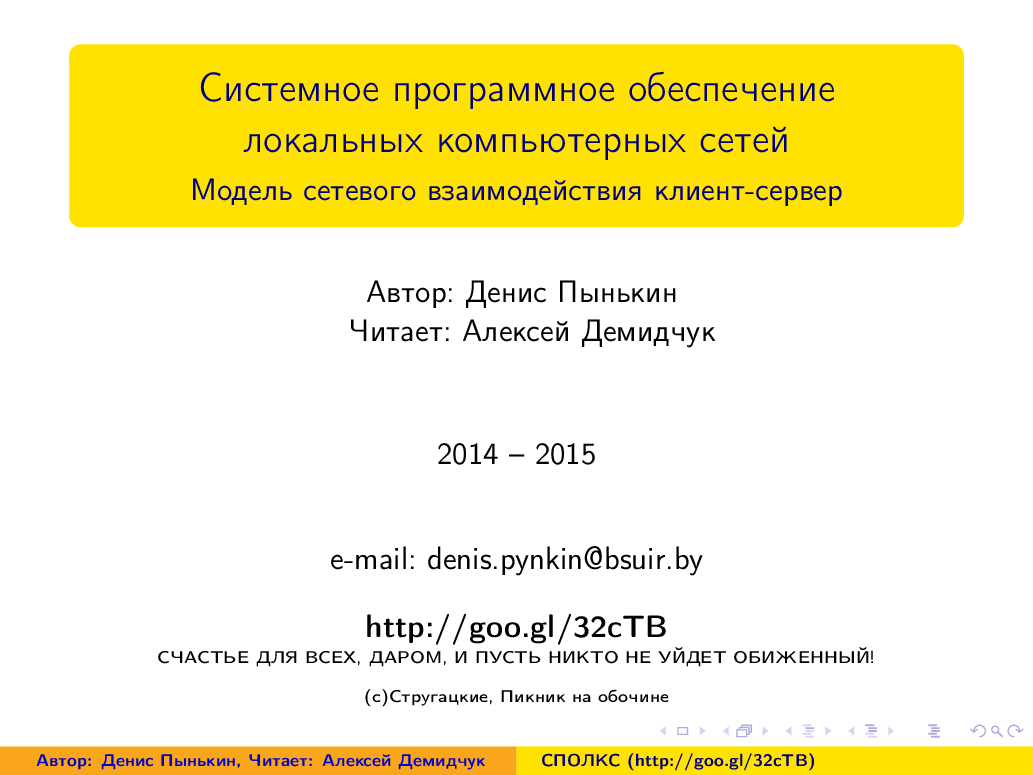 Системное программное обеспечение
локальных компьютерных сетей
Модель сетевого взаимодействия клиент-сервер
Автор: Денис Пынькин
Читает: Алексей Демидчук
2014 – 2015
e-mail: denis.pynkin@bsuir.by
http://goo.gl/32cTB
СЧАСТЬЕ ДЛЯ ВСЕХ, ДАРОМ, И ПУСТЬ НИКТО НЕ УЙДЕТ ОБИЖЕННЫЙ!
(c)Стругацкие, Пикник на обочине
Автор: Денис Пынькин, Читает: Алексей Демидчук
СПОЛКС (http://goo.gl/32cTB)